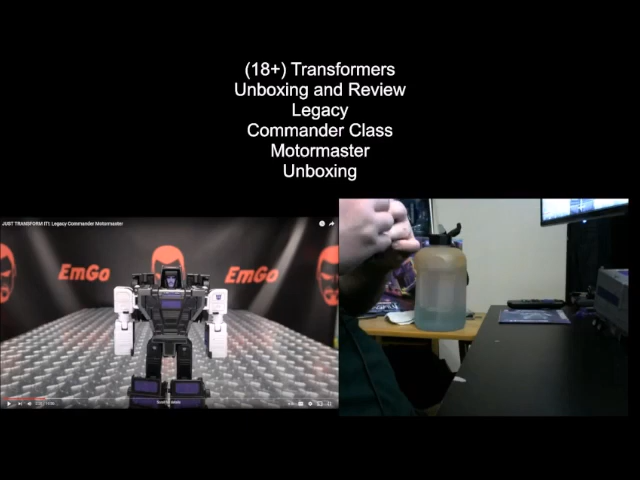 (18+) Transformers
Unboxing and Review
Legacy
Commander Class
Motormaster
Unboxing
JUST TRANSFORM IT!: Legacy Commander Motormaster
EmGo
EmGo